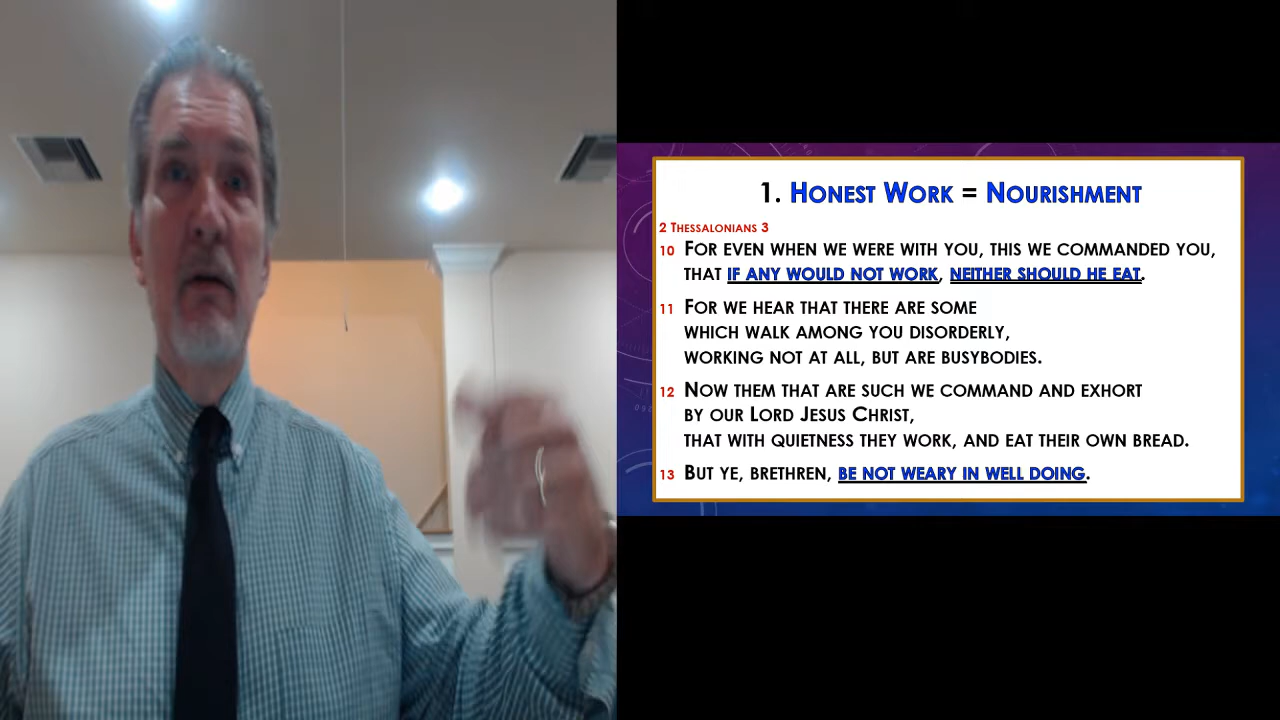 1. Honest Work = Nourishment
2 Thessalonians 3
10 For even when we were with you, this we commanded you,
that if any would not work, neither should he eat.
11 For we hear that there are some
which walk among you disorderly,
working not at all, but are busybodies.
12 Now them that are such we command and exhort
by our Lord Jesus Christ,
that with quietness they work, and eat their own bread.
13 But ye, brethren, be not weary in well doing.